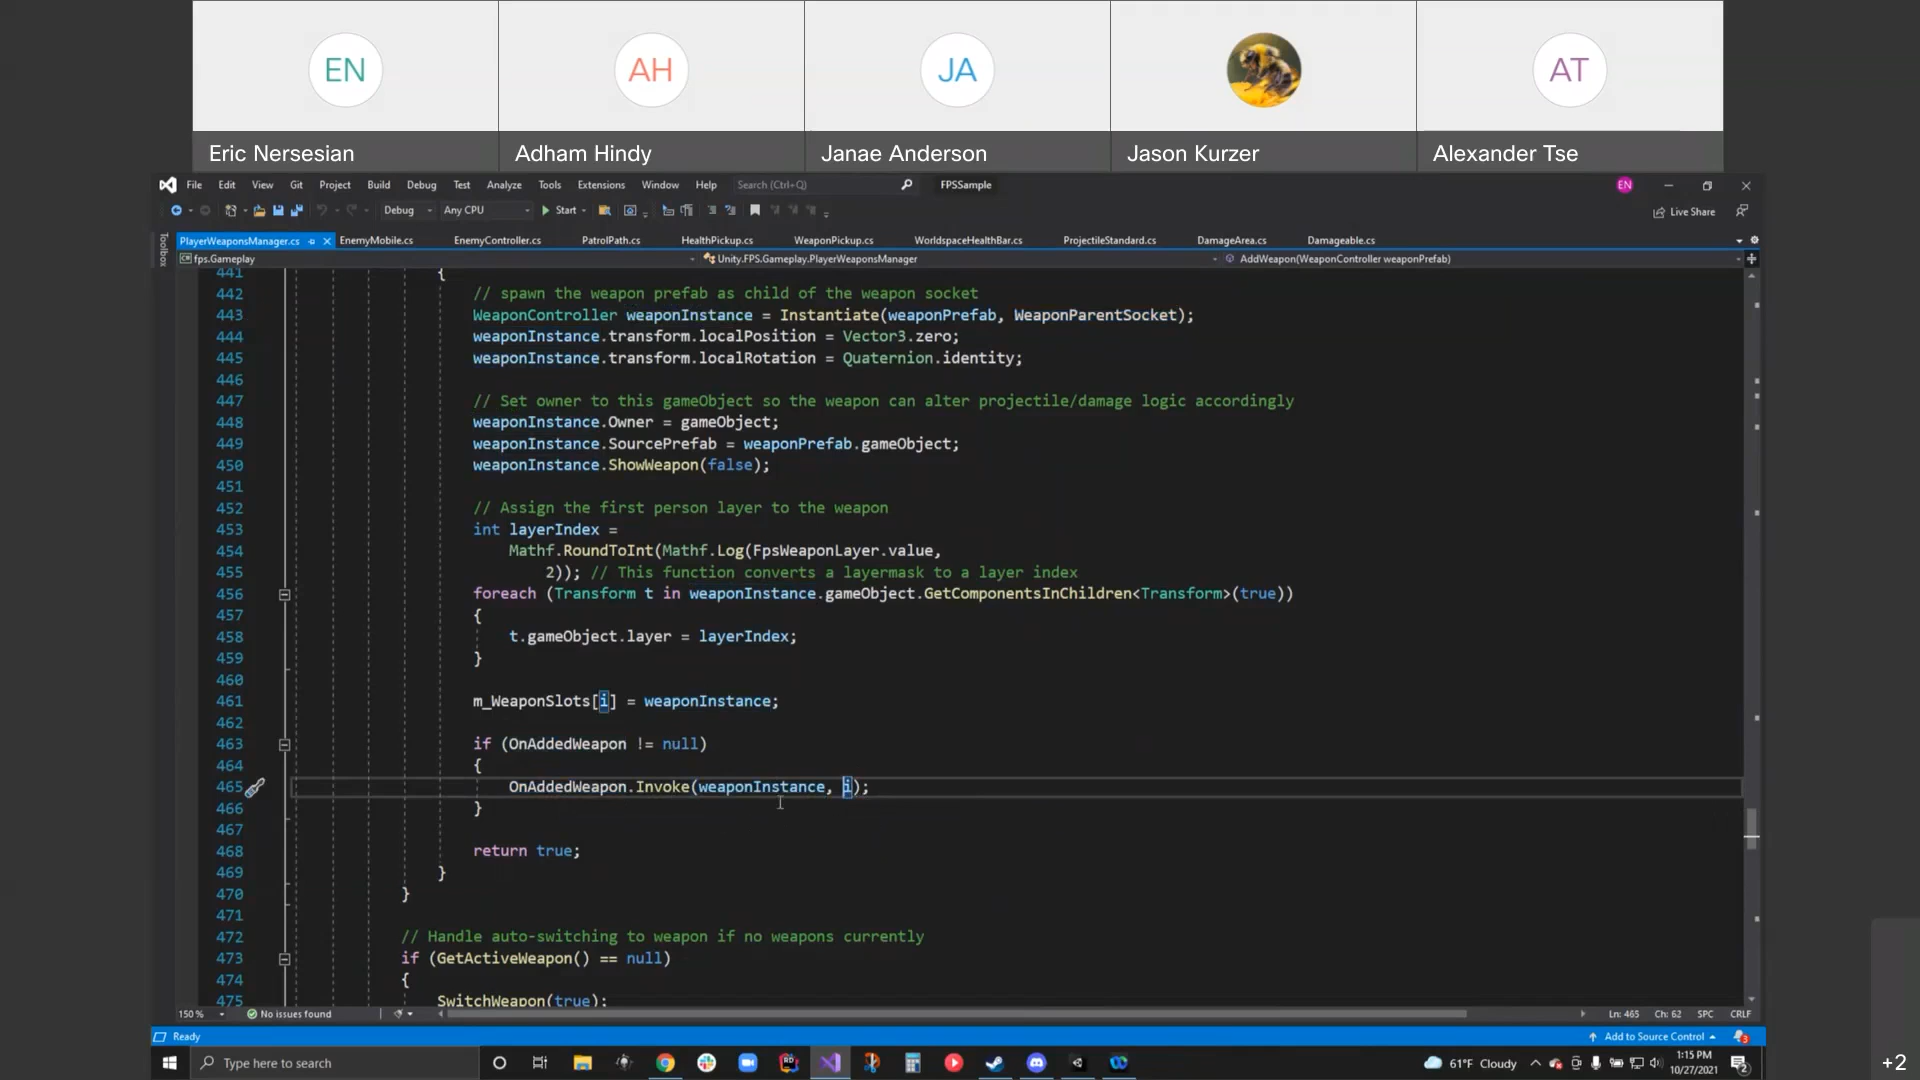 EN
AH
JA
AT
Eric Nersesian
Adham Hindy
Janae Anderson
Jason Kurzer
Alexander Tse
File Edit View Git Project Build Debug Test Analyze Tools Extensions Window Help Search (Ctrl+Q) FPSSample EN
Debug Any CPU Start Live Share
Toolbox
PlayerWeaponsManager.cs EnemyMobile.cs EnemyController.cs PatrolPath.cs HealthPickup.cs WeaponPickup.cs WorldspaceHealthBar.cs ProjectileStandard.cs DamageArea.cs Damageable.cs
fps.Gameplay Unity.FPS.Gameplay.PlayerWeaponsManager AddWeapon(WeaponController weaponPrefab)
441 {
442 // spawn the weapon prefab as child of the weapon socket
443 WeaponController weaponInstance = Instantiate(weaponPrefab, WeaponParentSocket);
444 weaponInstance.transform.localPosition = Vector3.zero;
445 weaponInstance.transform.localRotation = Quaternion.identity;
446
447 // Set owner to this gameObject so the weapon can alter projectile/damage logic accordingly
448 weaponInstance.Owner = gameObject;
449 weaponInstance.SourcePrefab = weaponPrefab.gameObject;
450 weaponInstance.ShowWeapon(false);
451
452 // Assign the first person layer to the weapon
453 int layerIndex =
454 Mathf.RoundToInt(Mathf.Log(FpsWeaponLayer.value,
455 2)); // This function converts a layermask to a layer index
456 foreach (Transform t in weaponInstance.gameObject.GetComponentsInChildren<Transform>(true))
457 {
458 t.gameObject.layer = layerIndex;
459 }
460
461 m_WeaponSlots[i] = weaponInstance;
462
463 if (OnAddedWeapon != null)
464 {
465 OnAddedWeapon.Invoke(weaponInstance, i);
466 }
467
468 return true;
469 }
470 }
471
472 // Handle auto-switching to weapon if no weapons currently
473 if (GetActiveWeapon() == null)
474 {
475 SwitchWeapon(true);
150 % No issues found Ln: 465 Ch: 62 SPC CRLF
Ready Add to Source Control 3
Type here to search 61°F Cloudy 1:15 PM
10/27/2021 2
+2